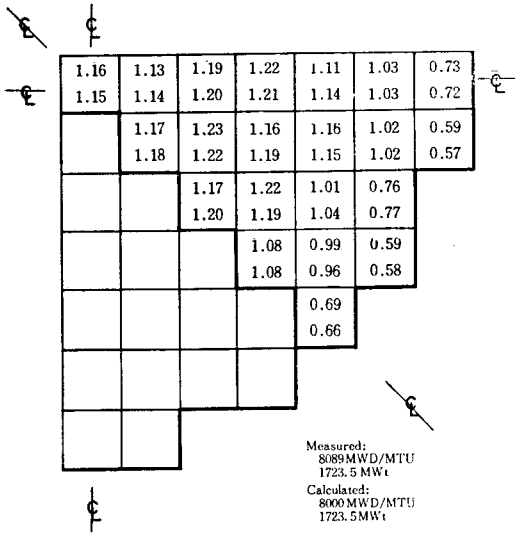 ℄ ℄
1.16 1.13 1.19 1.22 1.11 1.03 0.73
℄ 1.15 1.14 1.20 1.21 1.14 1.03 0.72 ℄
1.17 1.23 1.16 1.16 1.02 0.59
1.18 1.22 1.19 1.15 1.02 0.57
1.17 1.22 1.01 0.76
1.20 1.19 1.04 0.77
1.08 0.99 0.59
1.08 0.96 0.58
0.69
0.66
℄
Measured:
8089 MWD/MTU
1723.5 MWt
Calculated:
8000 MWD/MTU
1723.5 MWt
℄